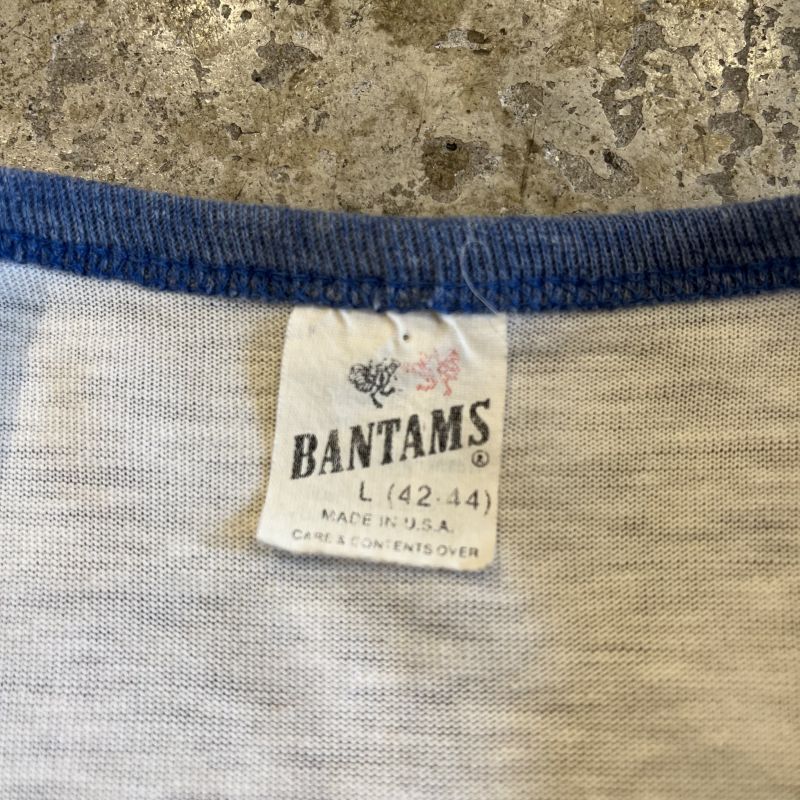 BANTAMS®
L (42-44)
MADE IN U.S.A.
CARE & CONTENTS OVER